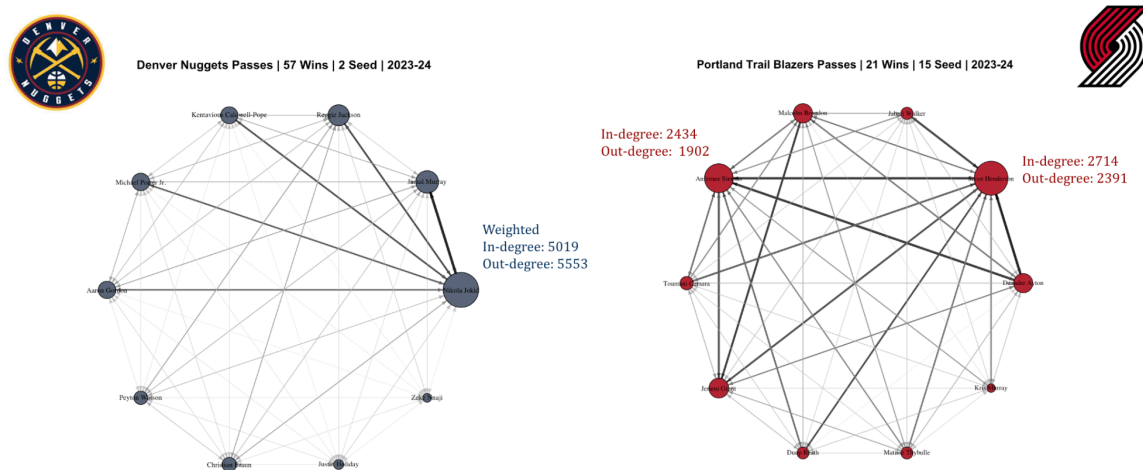 DENVER
NUGGETS
Denver Nuggets Passes | 57 Wins | 2 Seed | 2023-24
Kentavious Caldwell-Pope
Reggie Jackson
Michael Porter Jr.
Jamal Murray
Weighted
In-degree: 5019
Out-degree: 5553
Aaron Gordon
Nikola Jokić
Peyton Watson
Zeke Nnaji
Christian Braun
Justin Holiday
Portland Trail Blazers Passes | 21 Wins | 15 Seed | 2023-24
Malcolm Brogdon
Jabari Walker
In-degree: 2434
Out-degree: 1902
Anfernee Simons
Scoot Henderson
In-degree: 2714
Out-degree: 2391
Toumani Camara
Deandre Ayton
Jerami Grant
Kris Murray
Duop Reath
Matisse Thybulle